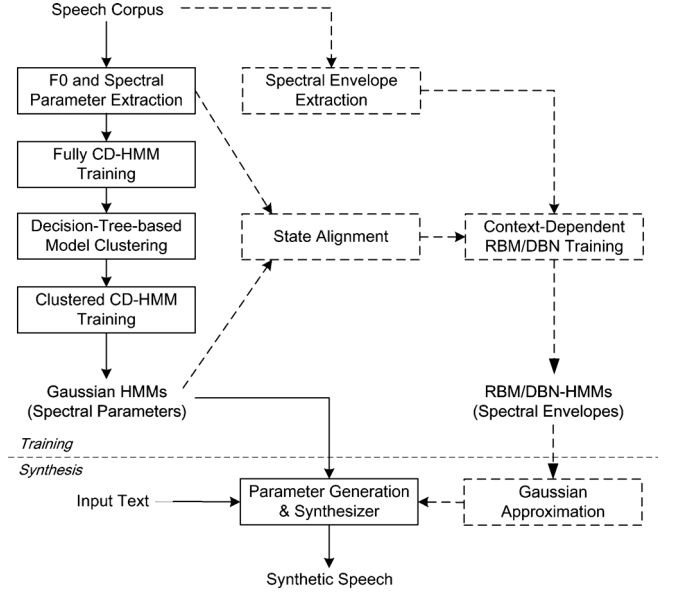 Speech Corpus
F0 and Spectral
Parameter Extraction
Spectral Envelope
Extraction
Fully CD-HMM
Training
Decision-Tree-based
Model Clustering
State Alignment
Context-Dependent
RBM/DBN Training
Clustered CD-HMM
Training
Gaussian HMMs
(Spectral Parameters)
RBM/DBN-HMMs
(Spectral Envelopes)
Training
Synthesis
Input Text
Parameter Generation
& Synthesizer
Gaussian
Approximation
Synthetic Speech